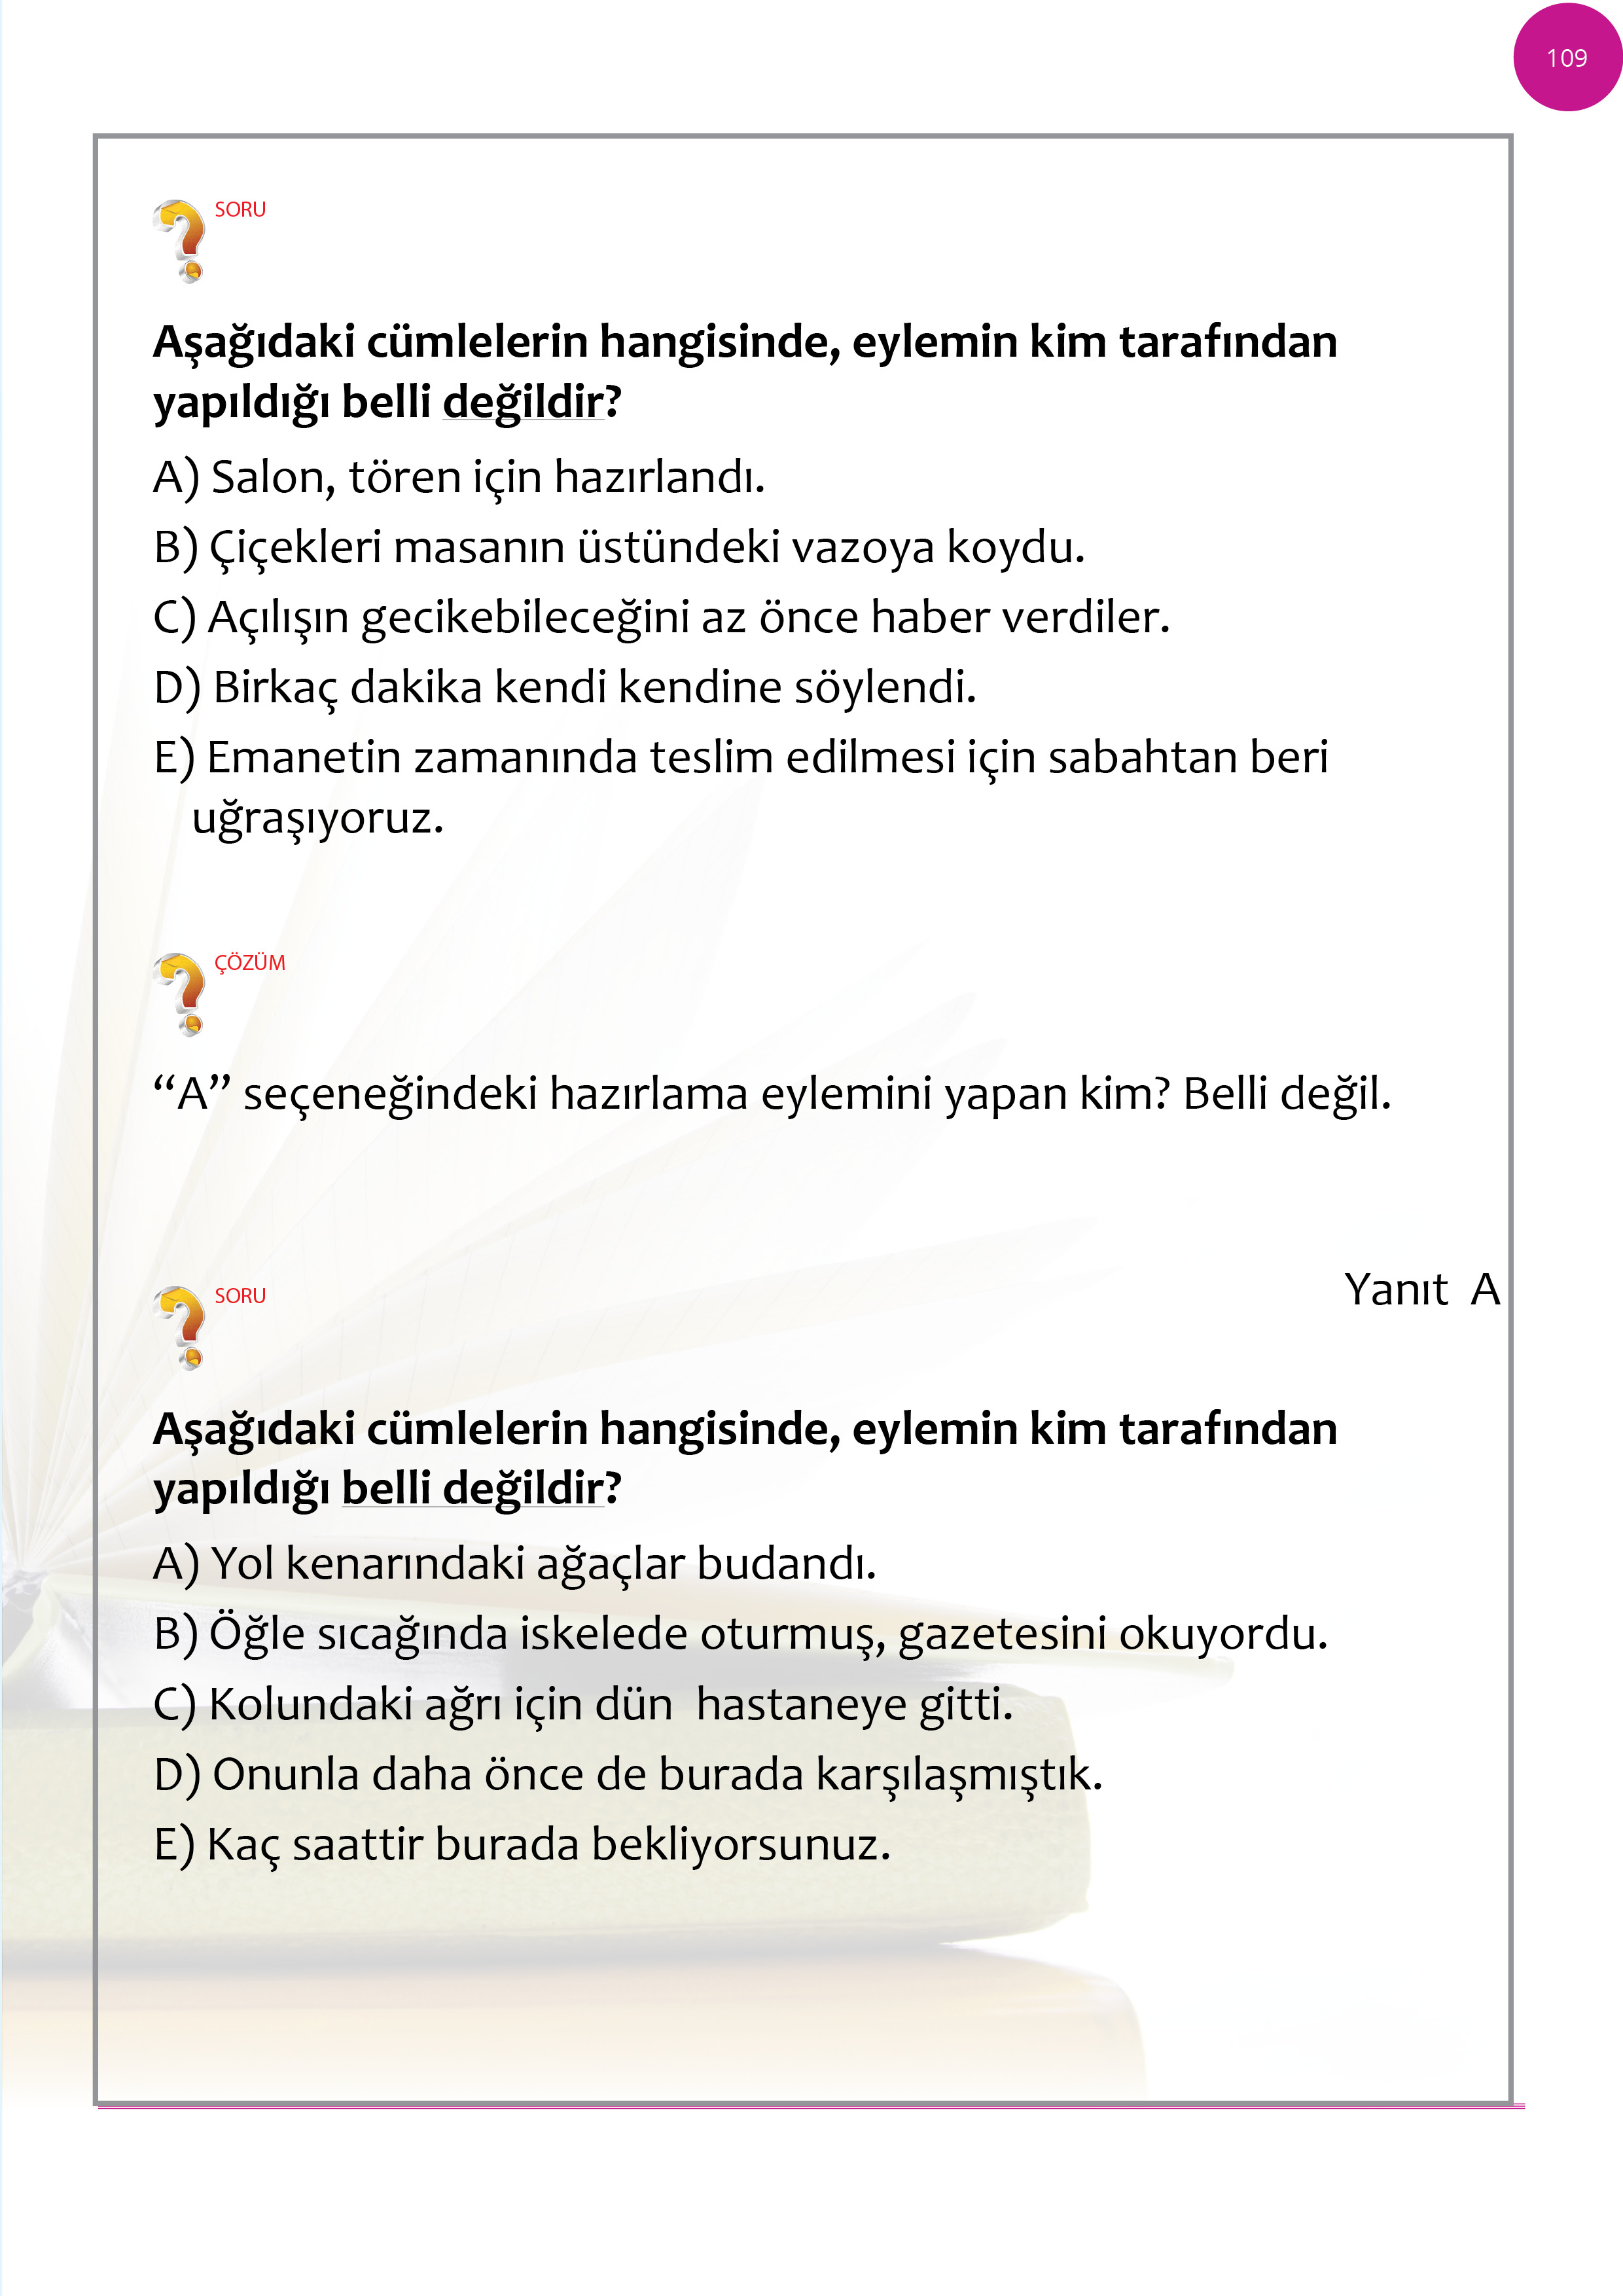 109
SORU
Aşağıdaki cümlelerin hangisinde, eylemin kim tarafından
yapıldığı belli değildir?
A) Salon, tören için hazırlandı.
B) Çiçekleri masanın üstündeki vazoya koydu.
C) Açılışın gecikebileceğini az önce haber verdiler.
D) Birkaç dakika kendi kendine söylendi.
E) Emanetin zamanında teslim edilmesi için sabahtan beri
uğraşıyoruz.
ÇÖZÜM
“A” seçeneğindeki hazırlama eylemini yapan kim? Belli değil.
Yanıt A
SORU
Aşağıdaki cümlelerin hangisinde, eylemin kim tarafından
yapıldığı belli değildir?
A) Yol kenarındaki ağaçlar budandı.
B) Öğle sıcağında iskelede oturmuş, gazetesini okuyordu.
C) Kolundaki ağrı için dün hastaneye gitti.
D) Onunla daha önce de burada karşılaşmıştık.
E) Kaç saattir burada bekliyorsunuz.